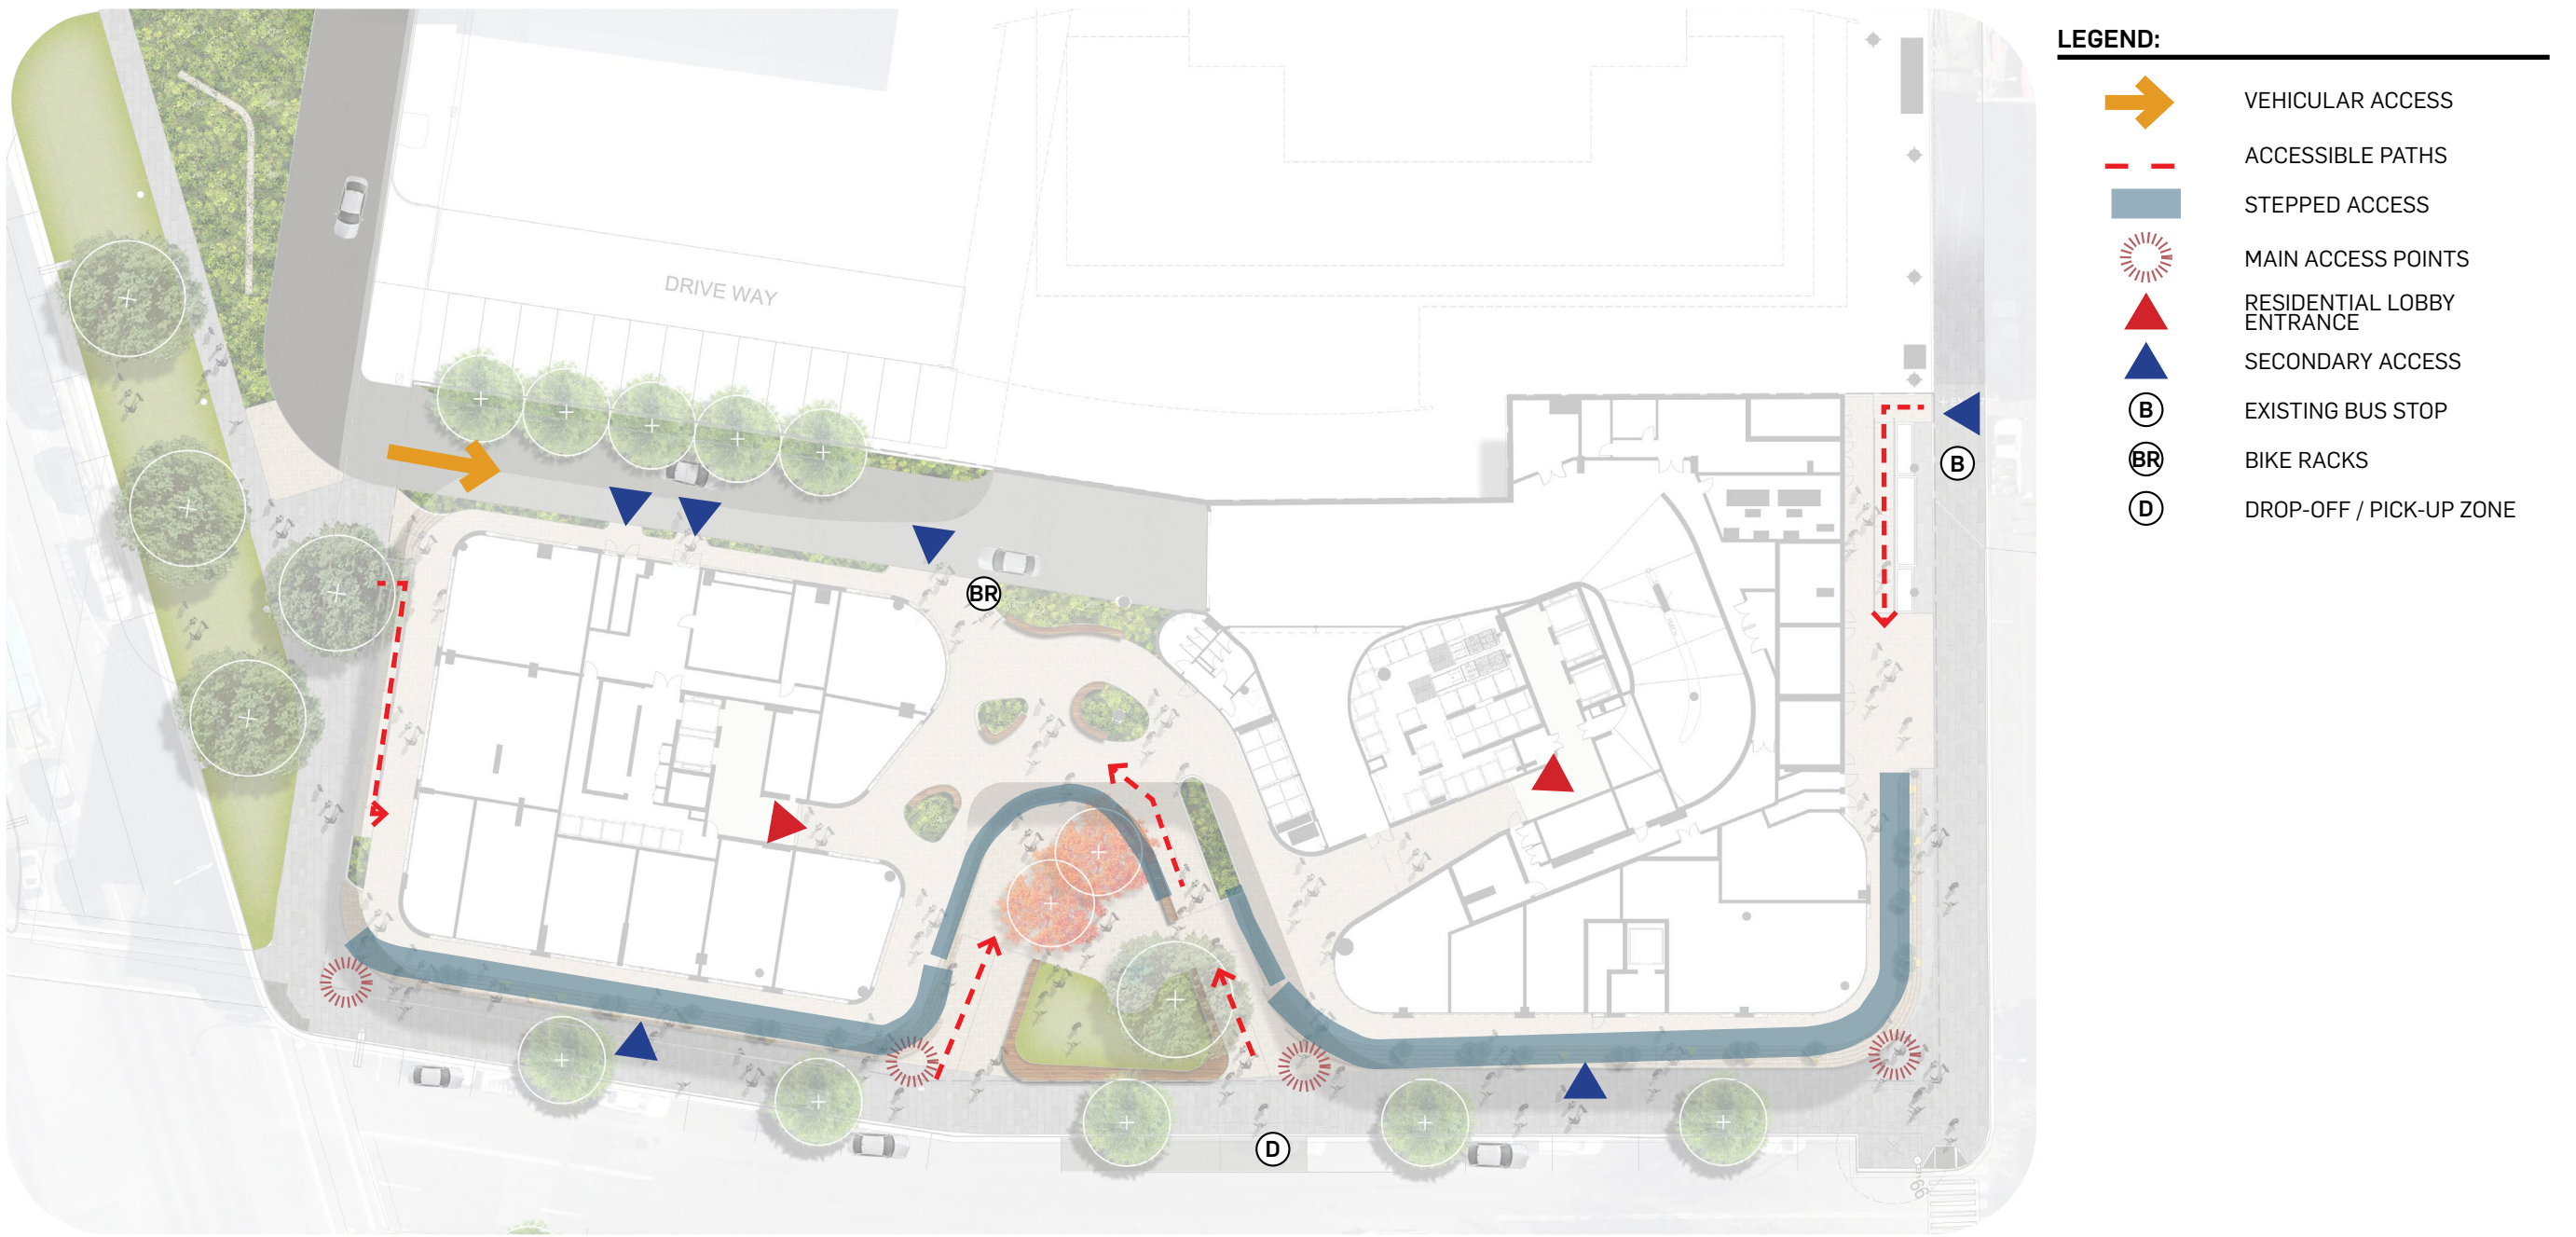 LEGEND:
VEHICULAR ACCESS
ACCESSIBLE PATHS
STEPPED ACCESS
MAIN ACCESS POINTS
RESIDENTIAL LOBBY
ENTRANCE
SECONDARY ACCESS
B EXISTING BUS STOP
BR BIKE RACKS
D DROP-OFF / PICK-UP ZONE
DRIVE WAY
B
BR
D